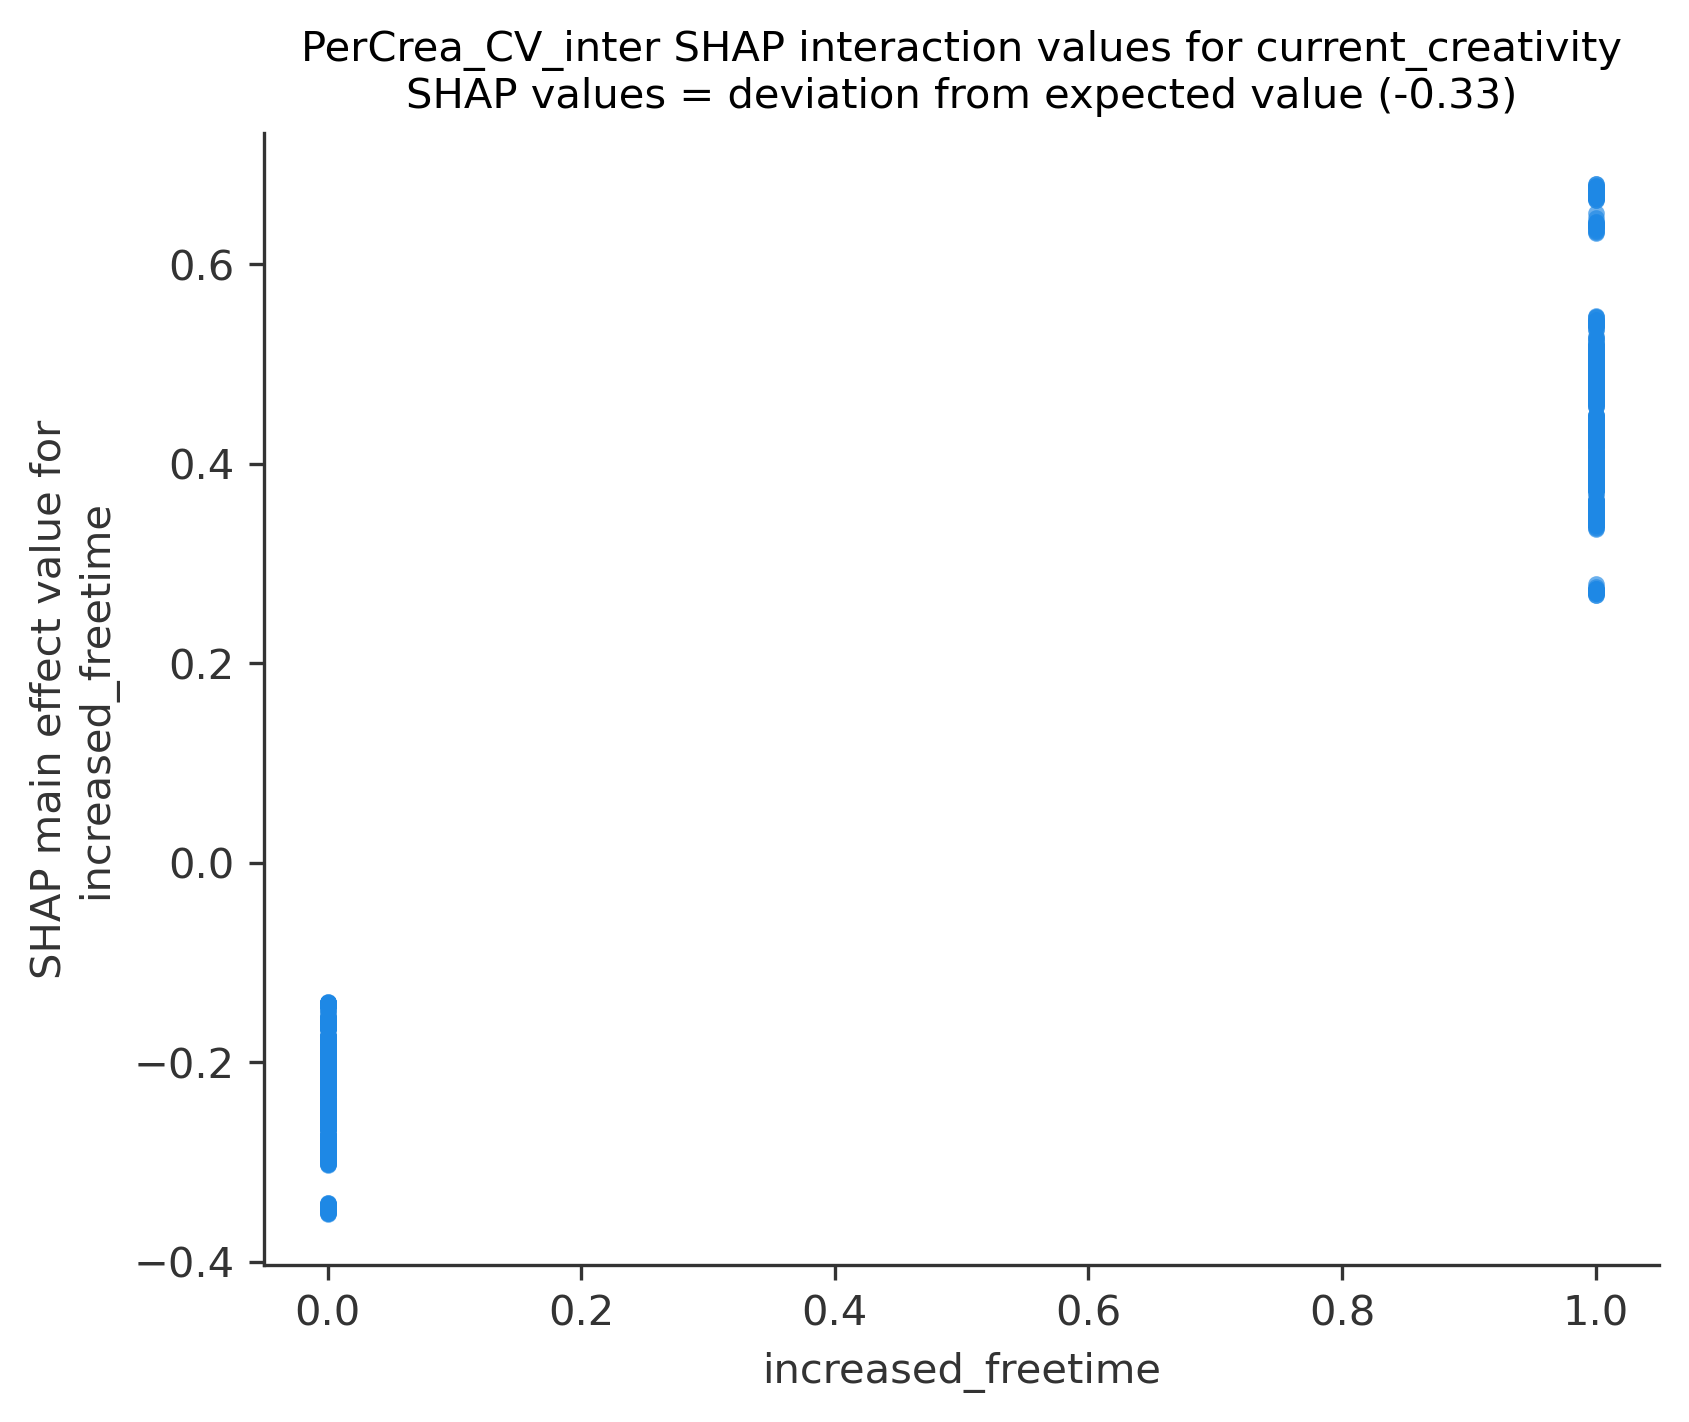 PerCrea_CV_inter SHAP interaction values for current_creativity
SHAP values = deviation from expected value (-0.33)
SHAP main effect value for
increased_freetime
0.6
0.4
0.2
0.0
−0.2
−0.4
0.0
0.2
0.4
0.6
0.8
1.0
increased_freetime